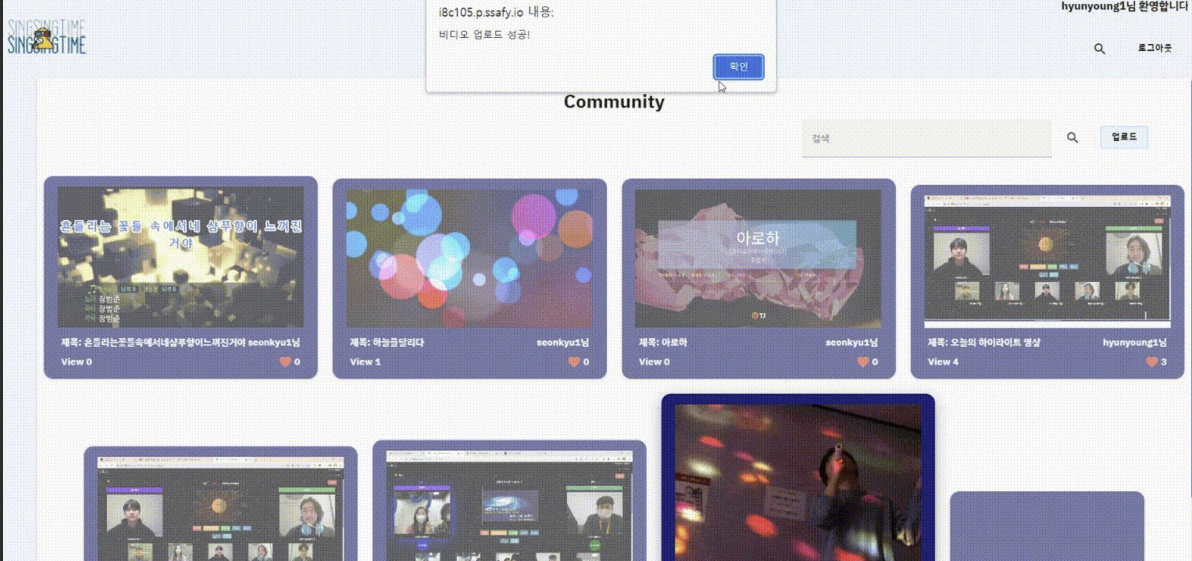 i8c105.p.ssafy.io 내용:
비디오 업로드 성공!
확인
hyunyoung1님 환영합니다
SINGSINGTIME
SINGSINGTIME
로그아웃
Community
검색
업로드
흔들리는 꽃들 속에서네 샴푸향이 느껴진
거야
장범준
장범준
장범준
제목: 흔들리는꽃들속에서네샴푸향이느껴진거야 seonkyu1님
View 0
0
제목: 하늘을달리다 seonkyu1님
View 1
0
아로하
TJ
제목: 아로하 seonkyu1님
View 0
0
제목: 오늘의 하이라이트 영상 hyunyoung1님
View 4
3